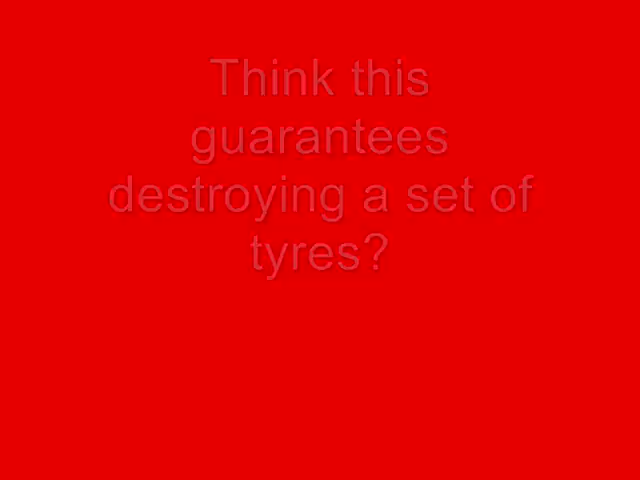 Think this
guarantees
destroying a set of
tyres?